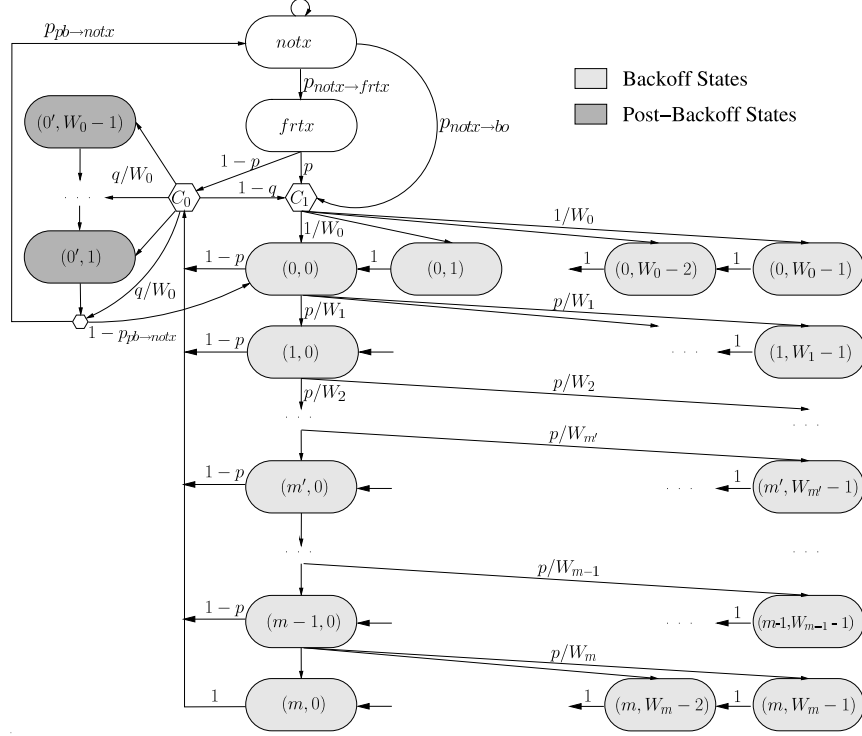 p_{pb→notx}
notx
Backoff States
p_{notx→frtx}
Post–Backoff States
(0′, W_0−1)
frtx
p_{notx→bo}
1−p
p
q/W_0
· · ·
C_0
1−q
C_1
1/W_0
1/W_0
(0′, 1)
1−p
(0, 0)
1
(0, 1)
1
(0, W_0−2)
1
(0, W_0−1)
q/W_0
p/W_1
p/W_1
1−p_{pb→notx}
1−p
(1, 0)
· · ·
1
(1, W_1−1)
p/W_2
p/W_2
· · ·
· · ·
p/W_{m′}
1−p
(m′, 0)
· · ·
1
(m′, W_{m′}−1)
· · ·
· · ·
p/W_{m−1}
1−p
(m−1, 0)
· · ·
1
(m-1, W_{m−1}-1)
p/W_m
1
(m, 0)
1
(m, W_m−2)
1
(m, W_m−1)